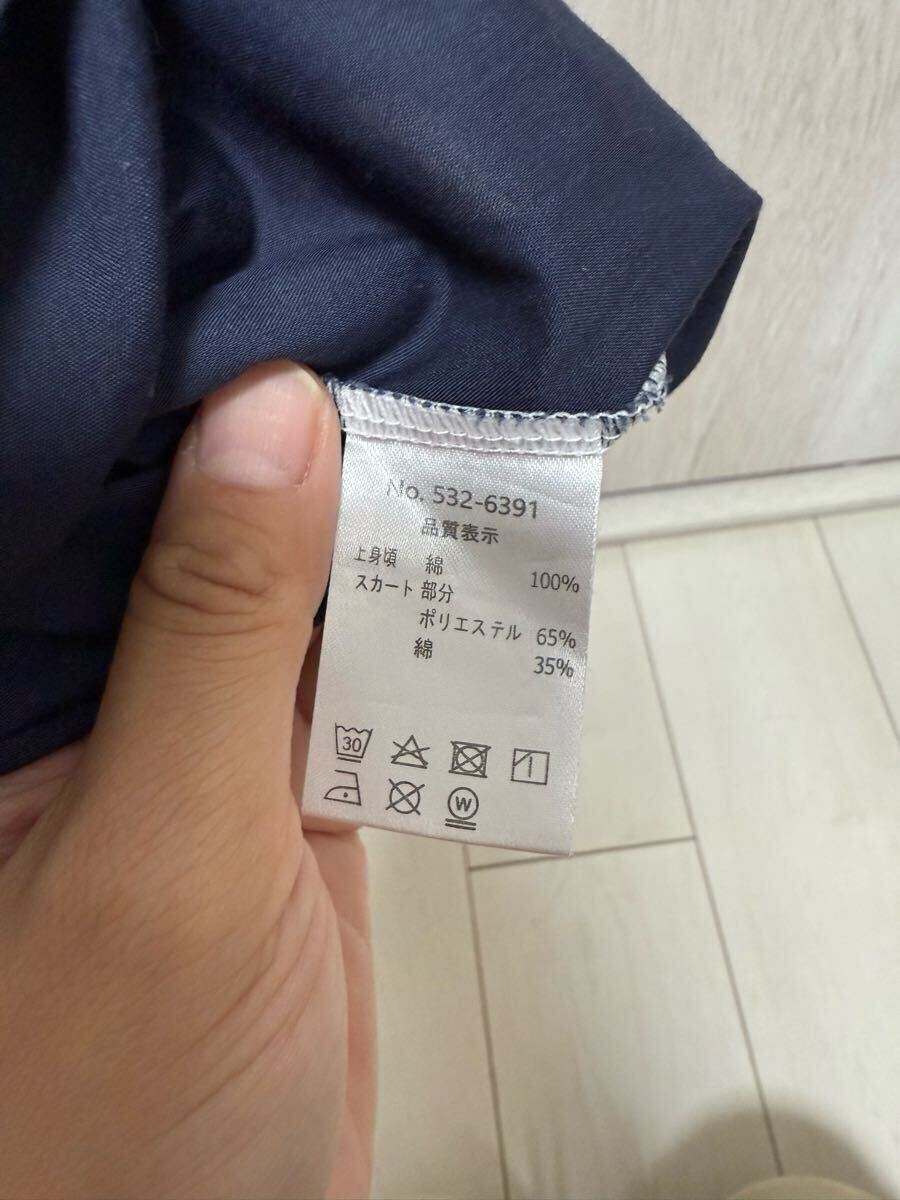 No. 532-6391
品質表示
上身頃 綿 100%
スカート部分
ポリエステル 65%
綿 35%
30
W